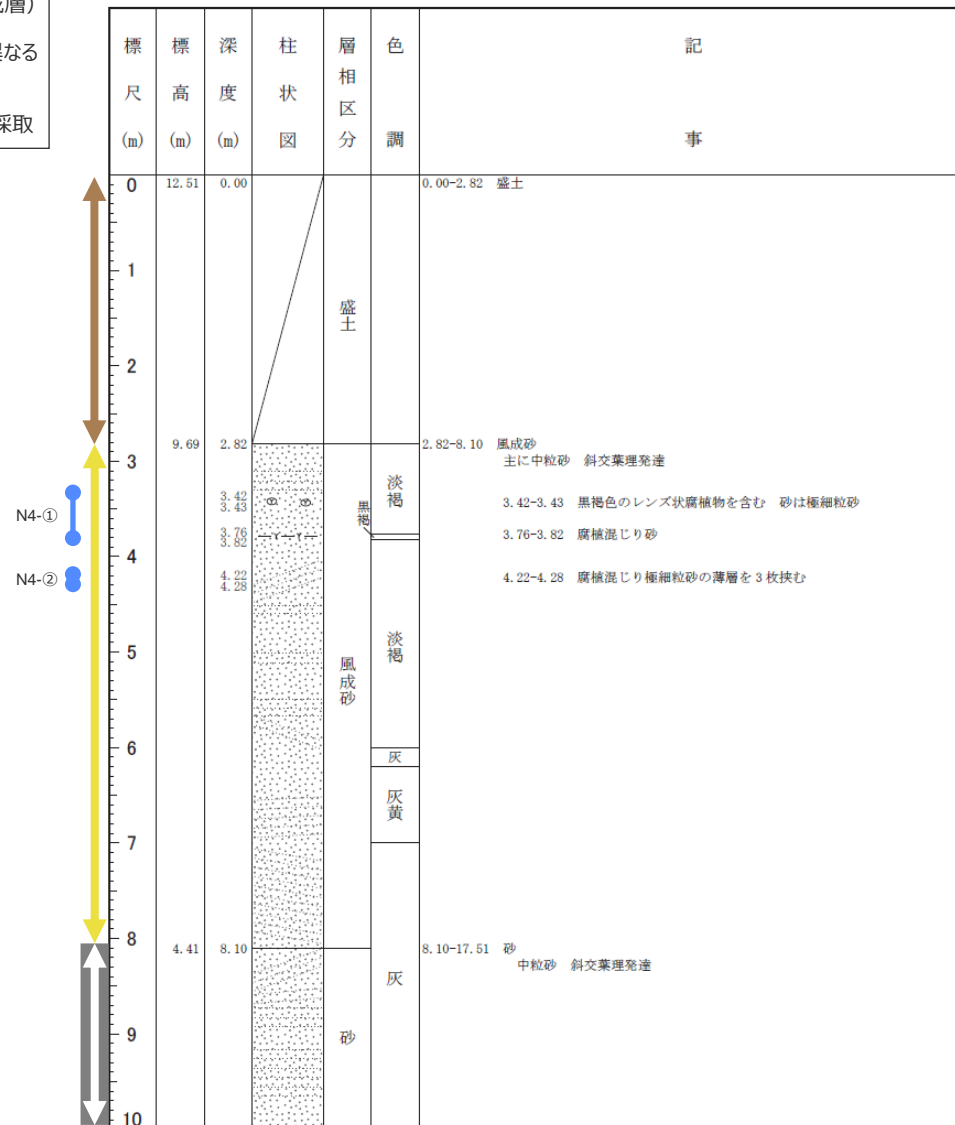 層）
なる
採取
標尺(m) 標高(m) 深度(m) 柱状図 層相区分 色調 記事
0 12.51 0.00 0.00-2.82 盛土
1
盛土
2
9.69 2.82 2.82-8.10 風成砂
3 主に中粒砂 斜交葉理発達
淡褐
N4-① 3.42 3.42-3.43 黒褐色のレンズ状腐植物を含む 砂は極細粒砂
3.43
黒褐
3.76 3.76-3.82 腐植混じり砂
3.82
4
N4-② 4.22 4.22-4.28 腐植混じり極細粒砂の薄層を3枚挟む
4.28
5 淡褐
風成砂
6
灰
灰黄
7
8 4.41 8.10 8.10-17.51 砂
中粒砂 斜交葉理発達
灰
9 砂
10